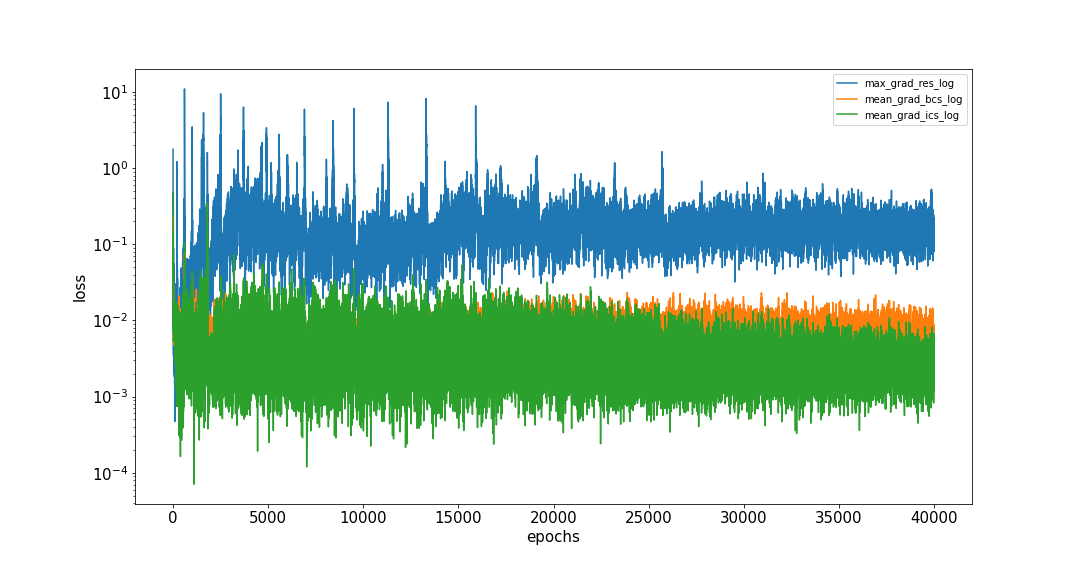 10¹
10⁰
10⁻¹
10⁻²
10⁻³
10⁻⁴
loss
max_grad_res_log
mean_grad_bcs_log
mean_grad_ics_log
0 5000 10000 15000 20000 25000 30000 35000 40000
epochs